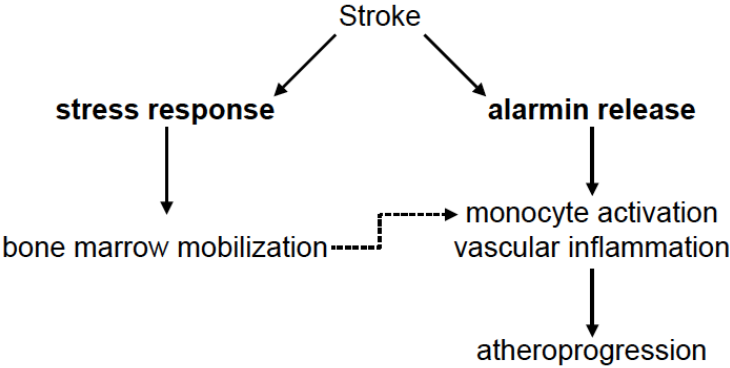 Stroke
stress response
alarmin release
monocyte activation
bone marrow mobilization
vascular inflammation
atheroprogression